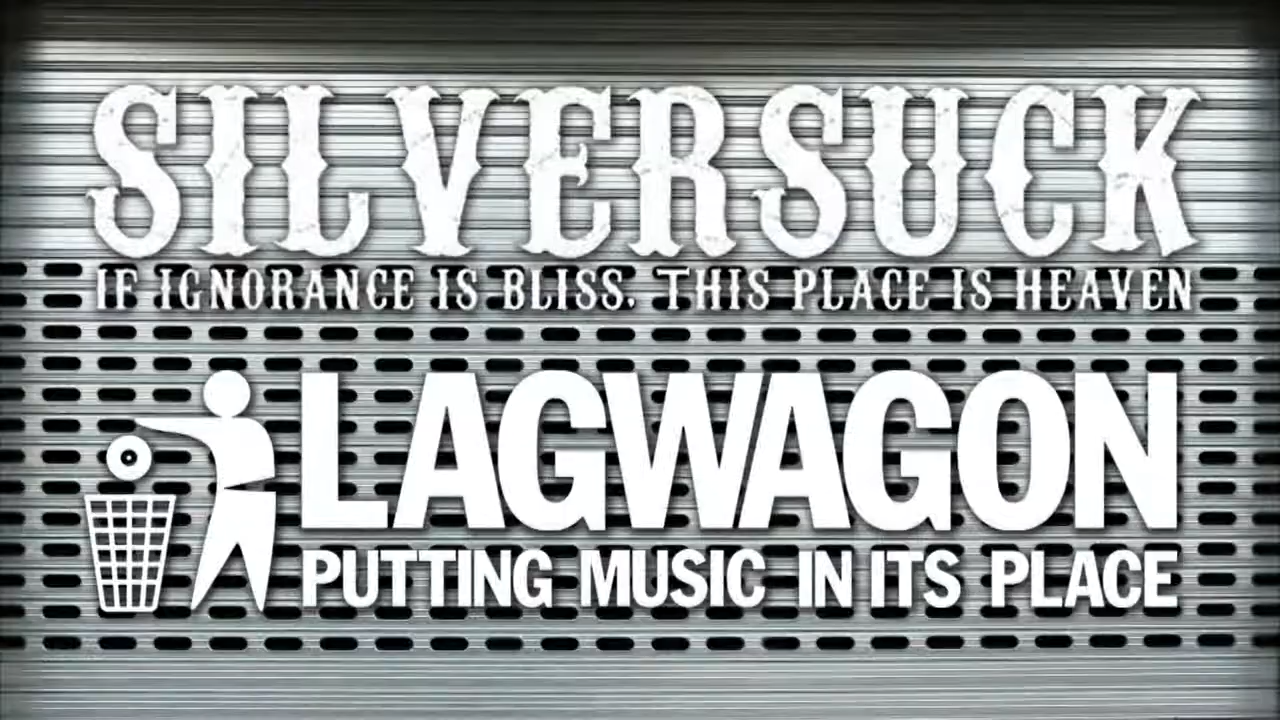 SILVERSUCK
IF IGNORANCE IS BLISS. THIS PLACE IS HEAVEN
LAGWAGON
PUTTING MUSIC IN ITS PLACE